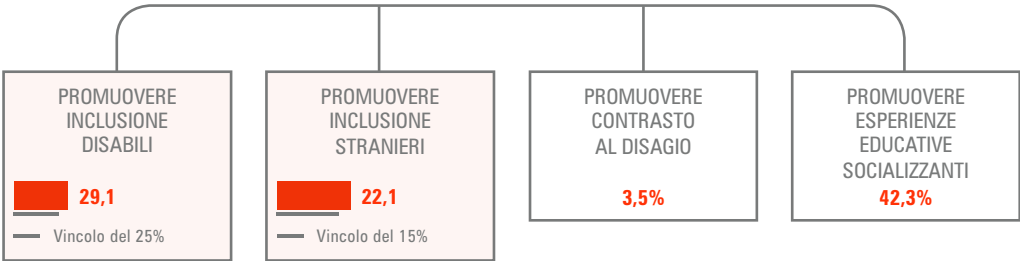 PROMUOVERE
INCLUSIONE
DISABILI
29,1
Vincolo del 25%
PROMUOVERE
INCLUSIONE
STRANIERI
22,1
Vincolo del 15%
PROMUOVERE
CONTRASTO
AL DISAGIO
3,5%
PROMUOVERE
ESPERIENZE
EDUCATIVE
SOCIALIZZANTI
42,3%